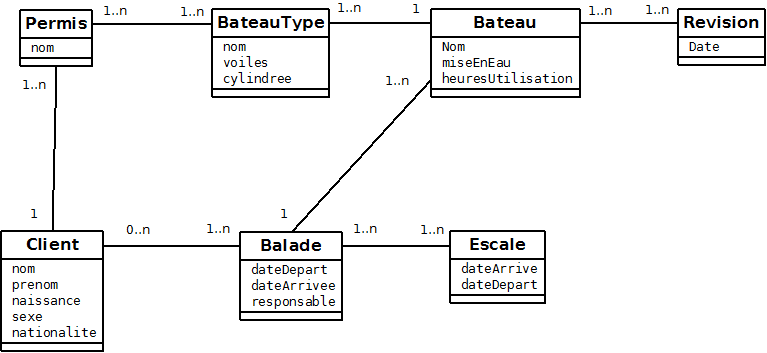 Permis
nom
1..n
1..n
BateauType
nom
voiles
cylindree
1..n
1
Bateau
Nom
miseEnEau
heuresUtilisation
1..n
1..n
Revision
Date
1..n
1..n
1
1
Client
nom
prenom
naissance
sexe
nationalite
0..n
1..n
Balade
dateDepart
dateArrivee
responsable
1..n
1..n
Escale
dateArrive
dateDepart